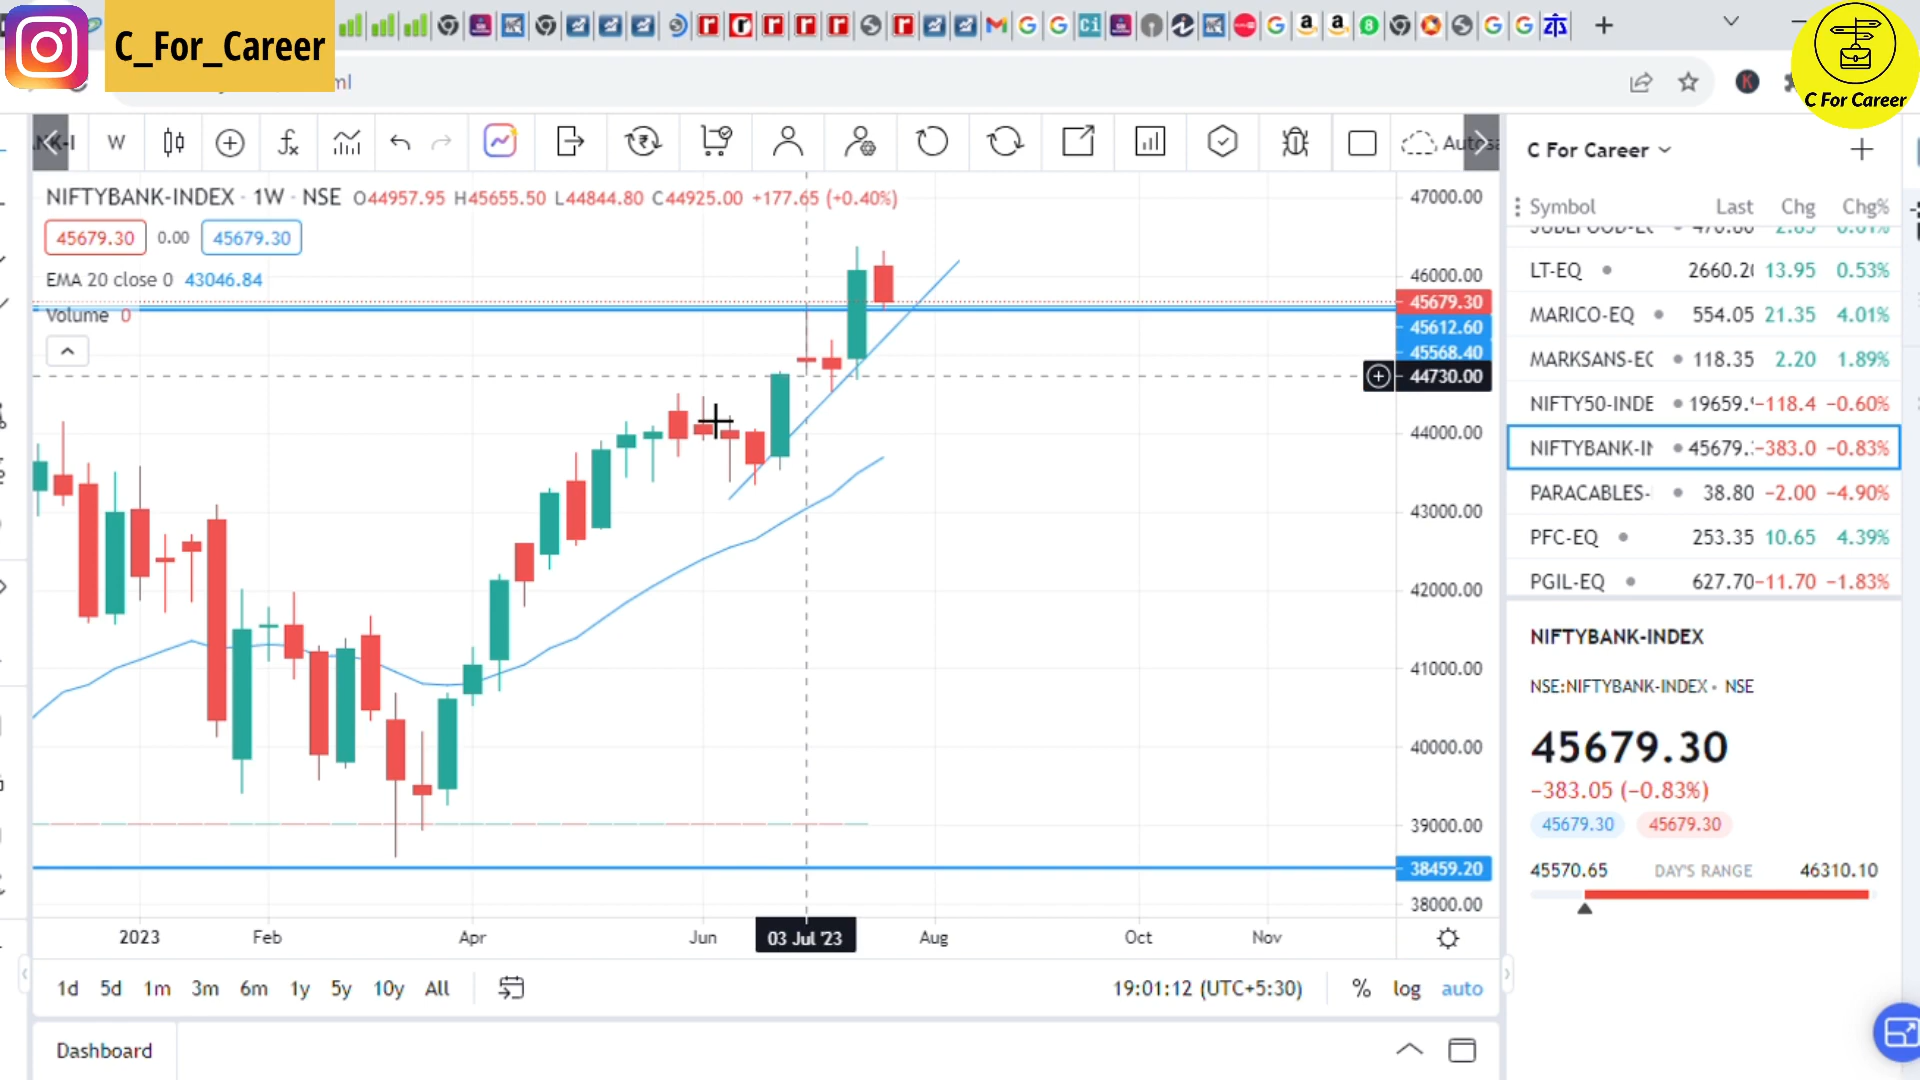 C_For_Career
ml
C For Career
W
NIFTYBANK-INDEX · 1W · NSE O44957.95 H45655.50 L44844.80 C44925.00 +177.65 (+0.40%)
45679.30 0.00 45679.30
EMA 20 close 0 43046.84
Volume 0
47000.00
46000.00
45679.30
45612.60
45568.40
44730.00
44000.00
43000.00
42000.00
41000.00
40000.00
39000.00
38459.20
38000.00
2023 Feb Apr Jun 03 Jul '23 Aug Oct Nov
1d 5d 1m 3m 6m 1y 5y 10y All
19:01:12 (UTC+5:30) % log auto
Dashboard
C For Career
Symbol Last Chg Chg%
LT-EQ 2660.20 13.95 0.53%
MARICO-EQ 554.05 21.35 4.01%
MARKSANS-EQ 118.35 2.20 1.89%
NIFTY50-INDE 19659. -118.4 -0.60%
NIFTYBANK-IN 45679. -383.0 -0.83%
PARACABLES- 38.80 -2.00 -4.90%
PFC-EQ 253.35 10.65 4.39%
PGIL-EQ 627.70 -11.70 -1.83%
NIFTYBANK-INDEX
NSE:NIFTYBANK-INDEX • NSE
45679.30
-383.05 (-0.83%)
45679.30 45679.30
45570.65 DAY'S RANGE 46310.10